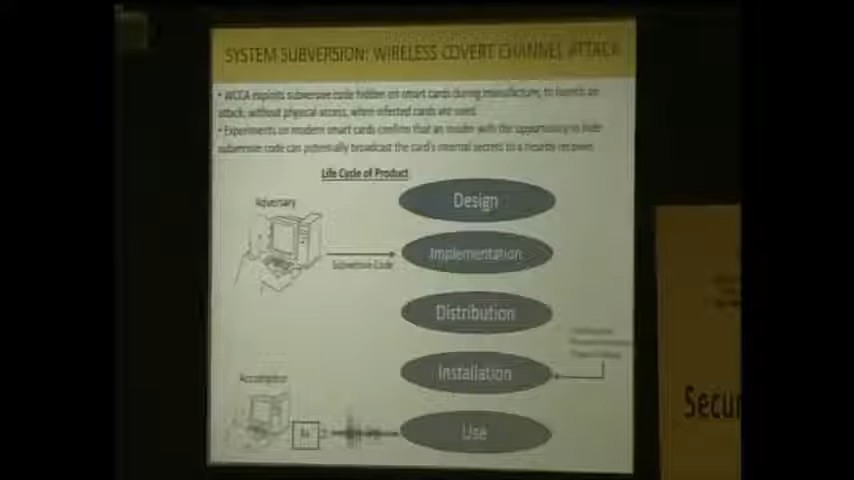 SYSTEM SUBVERSION: WIRELESS COVERT CHANNEL ATTACK
• WCCA exploits subversive code hidden on smart cards during manufacture, to launch an
attack, without physical access, when infected cards are used.
• Experiments on modern smart cards confirm that an insider with the opportunity to hide
subversive code can potentially broadcast the card's internal secrets to a nearby receiver.
Life Cycle of Product
Adversary
Design
Implementation
Subversive Code
Distribution
Installation
Accomplice
Rx
Use
Secur